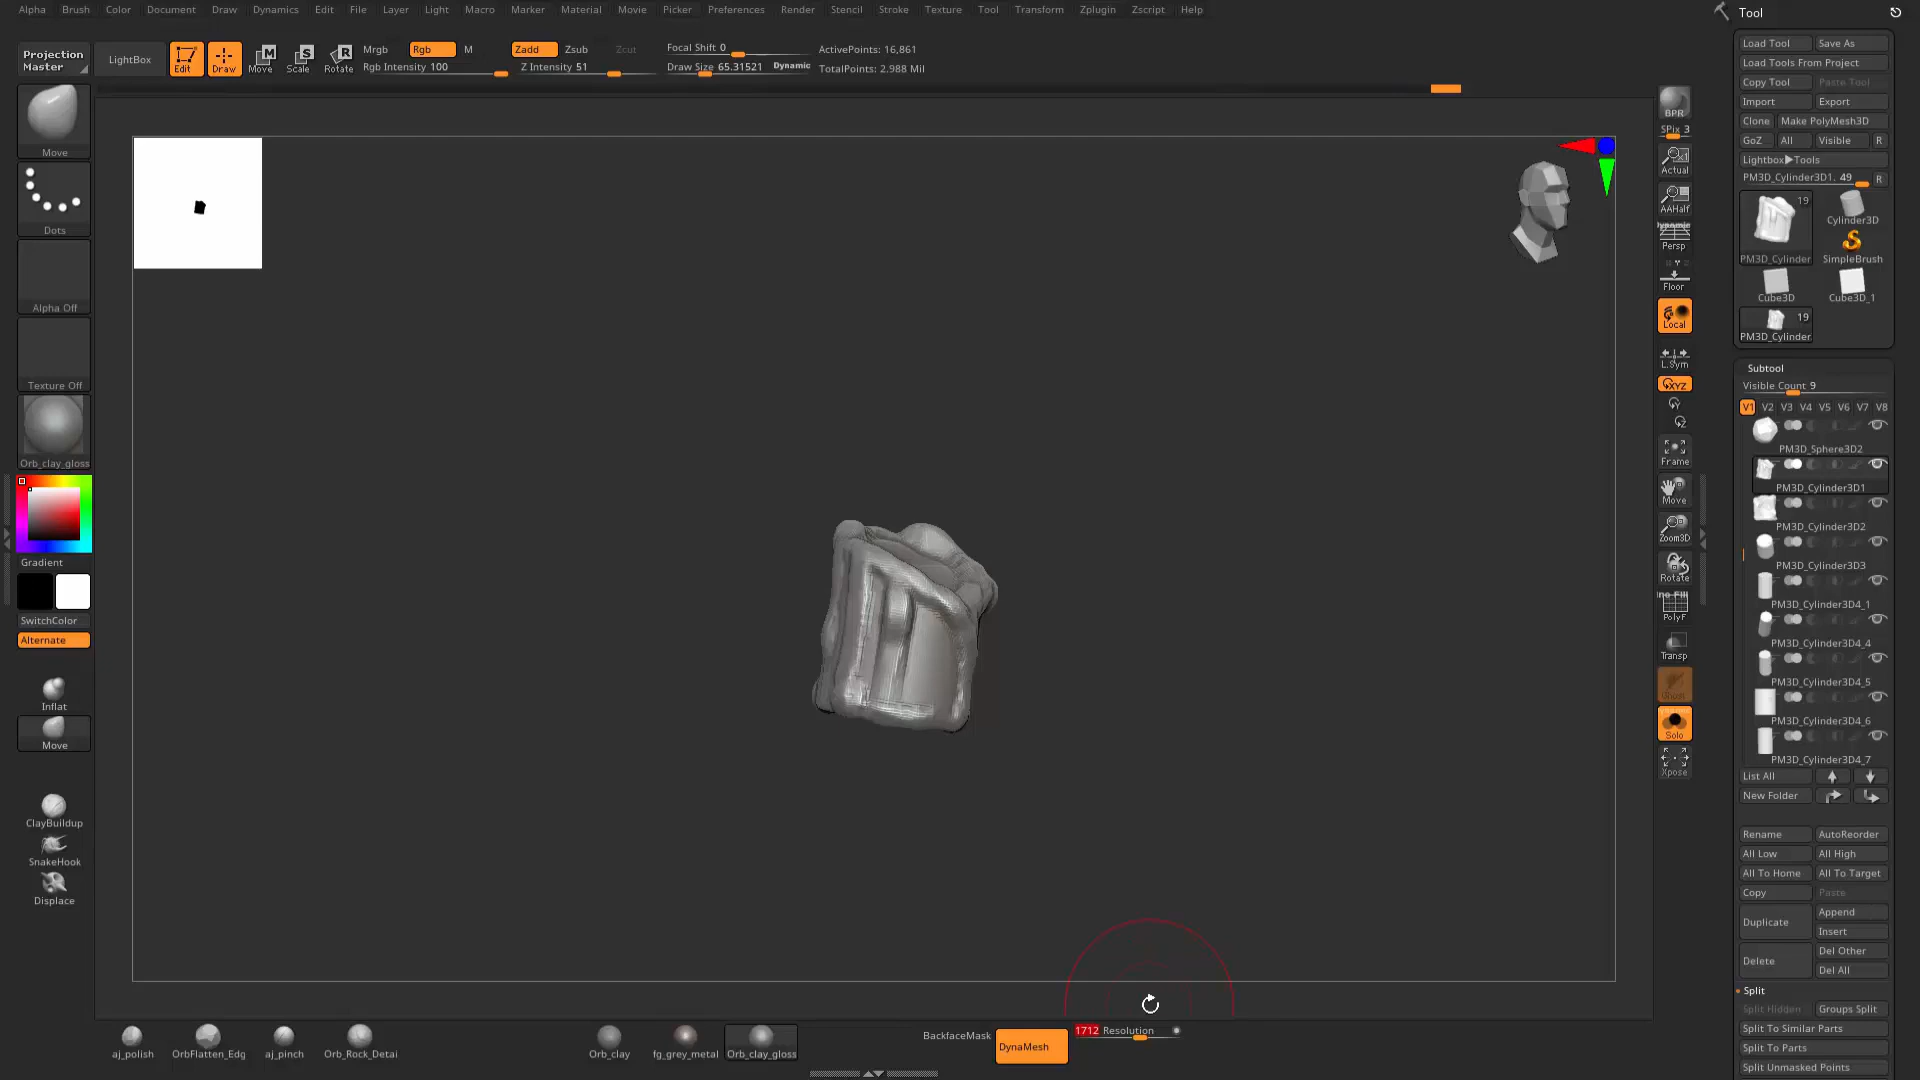 Alpha Brush Color Document Draw Dynamics Edit File Layer Light Macro Marker Material Movie Picker Preferences Render Stencil Stroke Texture Tool Transform Zplugin Zscript Help
Tool
Projection Master
LightBox
Edit
Draw
Move
Scale
Rotate
Mrgb Rgb M
Rgb Intensity 100
Zadd Zsub Zcut
Z Intensity 51
Focal Shift 0
Draw Size 65.31521 Dynamic
ActivePoints: 16,861
TotalPoints: 2.988 Mil
Move
Dots
Alpha Off
Texture Off
Orb_clay_gloss
Gradient
SwitchColor
Alternate
Inflat
Move
ClayBuildup
SnakeHook
Displace
aj_polish
OrbFlatten_Edg
aj_pinch
Orb_Rock_Detai
Orb_clay
fg_grey_metal
Orb_clay_gloss
BackfaceMask
DynaMesh
1712 Resolution
BPR
SPix 3
Actual
AAHalf
Dynamic
Persp
Floor
Local
L.Sym
XYZ
Frame
Move
Zoom3D
Rotate
PolyF
Transp
Solo
Xpose
Load Tool Save As
Load Tools From Project
Copy Tool Paste Tool
Import Export
Clone Make PolyMesh3D
GoZ All Visible R
Lightbox▶Tools
PM3D_Cylinder3D1. 49 R
19
PM3D_Cylinder
Cylinder3D
SimpleBrush
Cube3D
Cube3D_1
19
PM3D_Cylinder
Subtool
Visible Count 9
V1 V2 V3 V4 V5 V6 V7 V8
PM3D_Sphere3D2
PM3D_Cylinder3D1
PM3D_Cylinder3D2
PM3D_Cylinder3D3
PM3D_Cylinder3D4_1
PM3D_Cylinder3D4_4
PM3D_Cylinder3D4_5
PM3D_Cylinder3D4_6
PM3D_Cylinder3D4_7
List All
New Folder
Rename AutoReorder
All Low All High
All To Home All To Target
Copy Paste
Duplicate Append
Insert
Delete Del Other
Del All
Split
Split Hidden Groups Split
Split To Similar Parts
Split To Parts
Split Unmasked Points